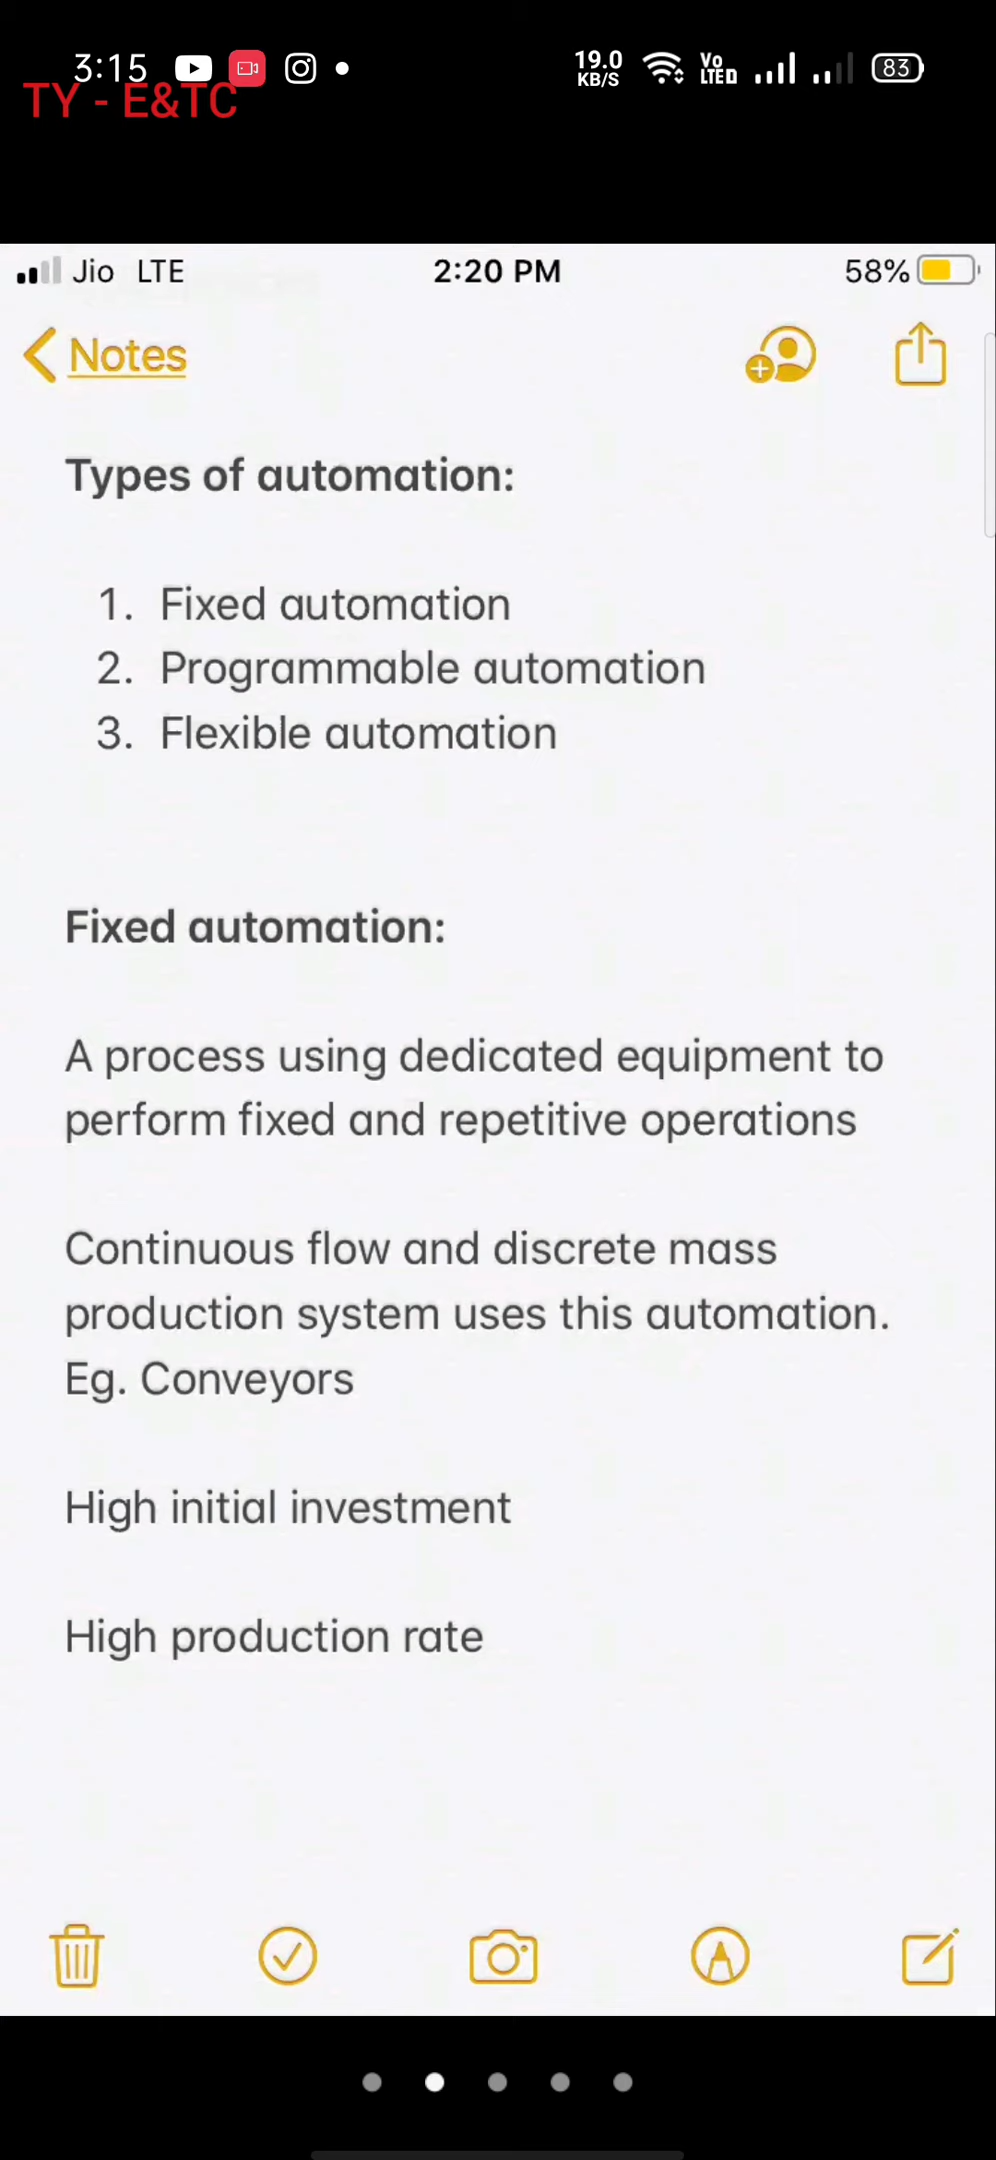 3:15
19.0
KB/S
Vo
LTED
83
TY - E&TC
Jio LTE
2:20 PM
58%
Notes
Types of automation:
1. Fixed automation
2. Programmable automation
3. Flexible automation
Fixed automation:
A process using dedicated equipment to
perform fixed and repetitive operations
Continuous flow and discrete mass
production system uses this automation.
Eg. Conveyors
High initial investment
High production rate